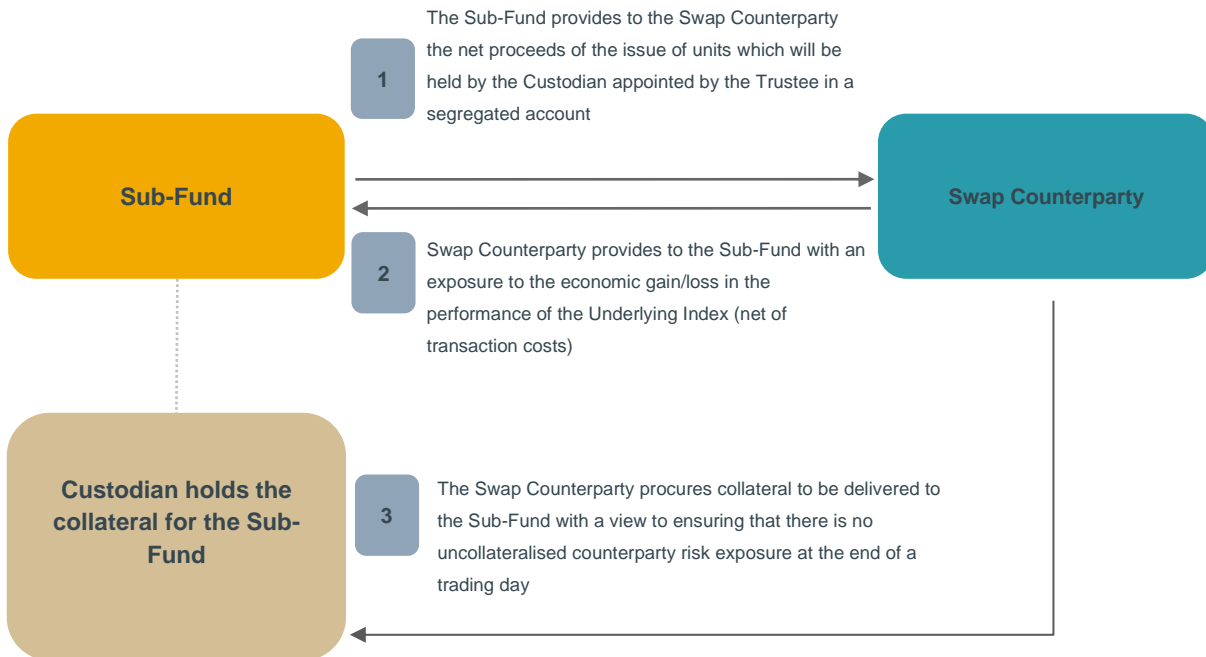 The Sub-Fund provides to the Swap Counterparty
the net proceeds of the issue of units which will be
held by the Custodian appointed by the Trustee in a
segregated account
1
Sub-Fund
Swap Counterparty
2
Swap Counterparty provides to the Sub-Fund with an
exposure to the economic gain/loss in the
performance of the Underlying Index (net of
transaction costs)
Custodian holds the
collateral for the Sub-
Fund
3
The Swap Counterparty procures collateral to be delivered to
the Sub-Fund with a view to ensuring that there is no
uncollateralised counterparty risk exposure at the end of a
trading day